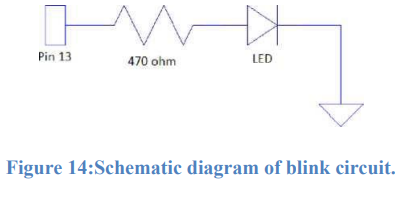 Pin 13
470 ohm
LED
Figure 14:Schematic diagram of blink circuit.